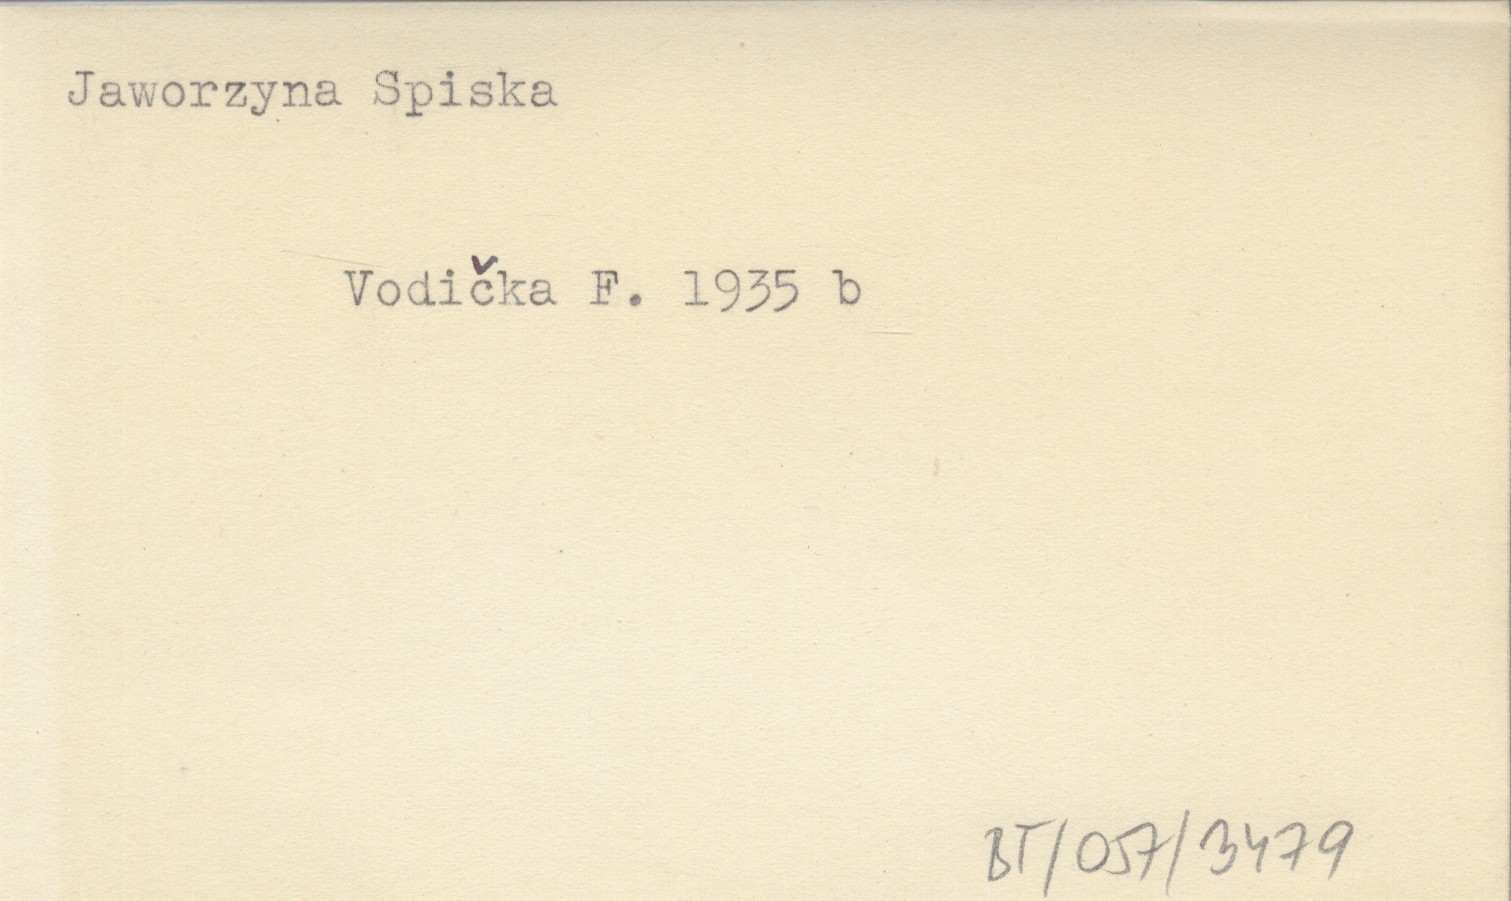 Jaworzyna Spiska
Vodička F. 1935 b
BT/057/3479